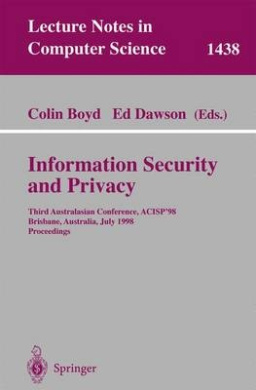 Lecture Notes in
Computer Science 1438
Colin Boyd Ed Dawson (Eds.)
Information Security
and Privacy
Third Australasian Conference, ACISP'98
Brisbane, Australia, July 1998
Proceedings
Springer